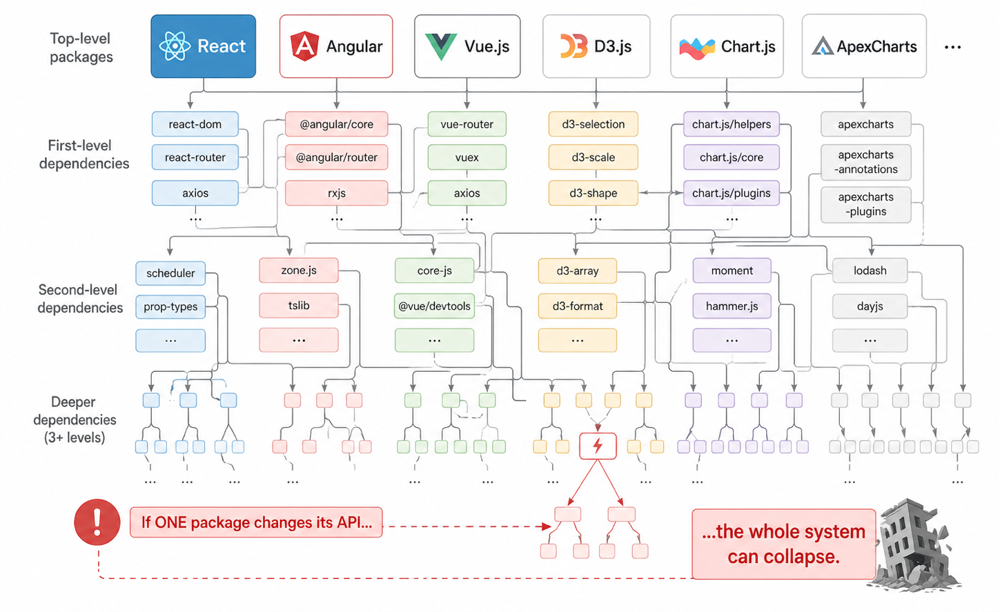 Top-level
packages
React
Angular
Vue.js
D3.js
Chart.js
ApexCharts
...
First-level
dependencies
react-dom
@angular/core
vue-router
d3-selection
chart.js/helpers
apexcharts
react-router
@angular/router
vuex
d3-scale
chart.js/core
apexcharts
-annotations
axios
rxjs
axios
d3-shape
chart.js/plugins
apexcharts
-plugins
...
...
...
...
...
Second-level
dependencies
scheduler
zone.js
core-js
d3-array
moment
lodash
prop-types
tslib
@vue/devtools
d3-format
hammer.js
dayjs
...
...
...
...
...
...
Deeper
dependencies
(3+ levels)
...
...
...
...
...
...
...
...
...
...
...
!
If ONE package changes its API...
...the whole system
can collapse.